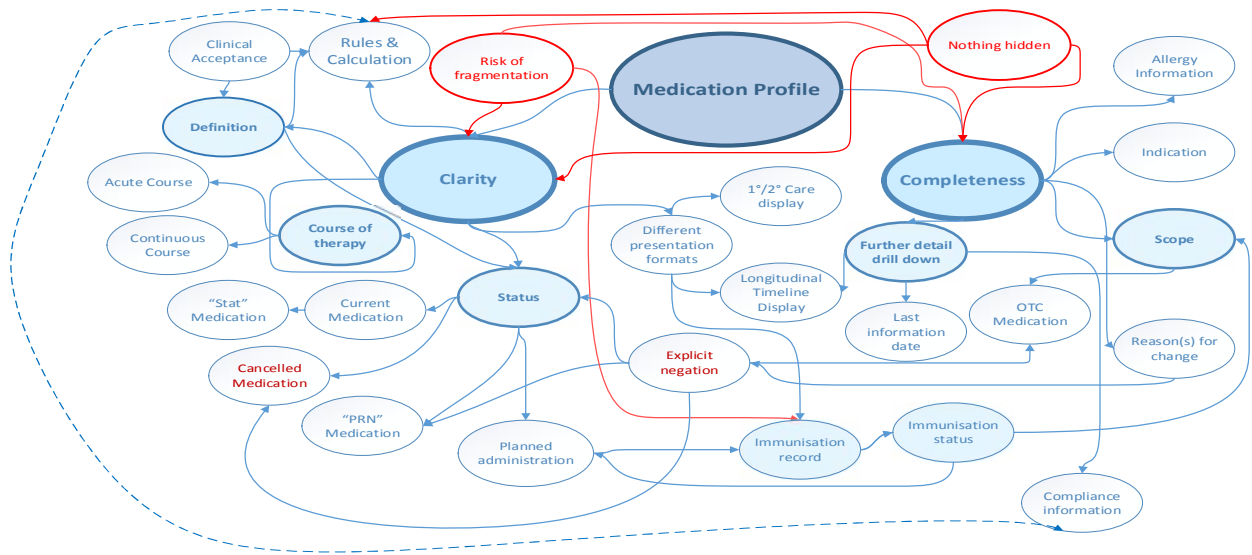 Clinical
Acceptance
Rules &
Calculation
Risk of
fragmentation
Medication Profile
Nothing hidden
Allergy
Information
Definition
Indication
Acute Course
Clarity
Completeness
1°/2° Care
display
Continuous
Course
Course of
therapy
Different
presentation
formats
Further detail
drill down
Scope
"Stat"
Medication
Current
Medication
Status
Longitudinal
Timeline
Display
Last
information
date
OTC
Medication
Reason(s) for
change
Cancelled
Medication
Explicit
negation
"PRN"
Medication
Planned
administration
Immunisation
record
Immunisation
status
Compliance
information